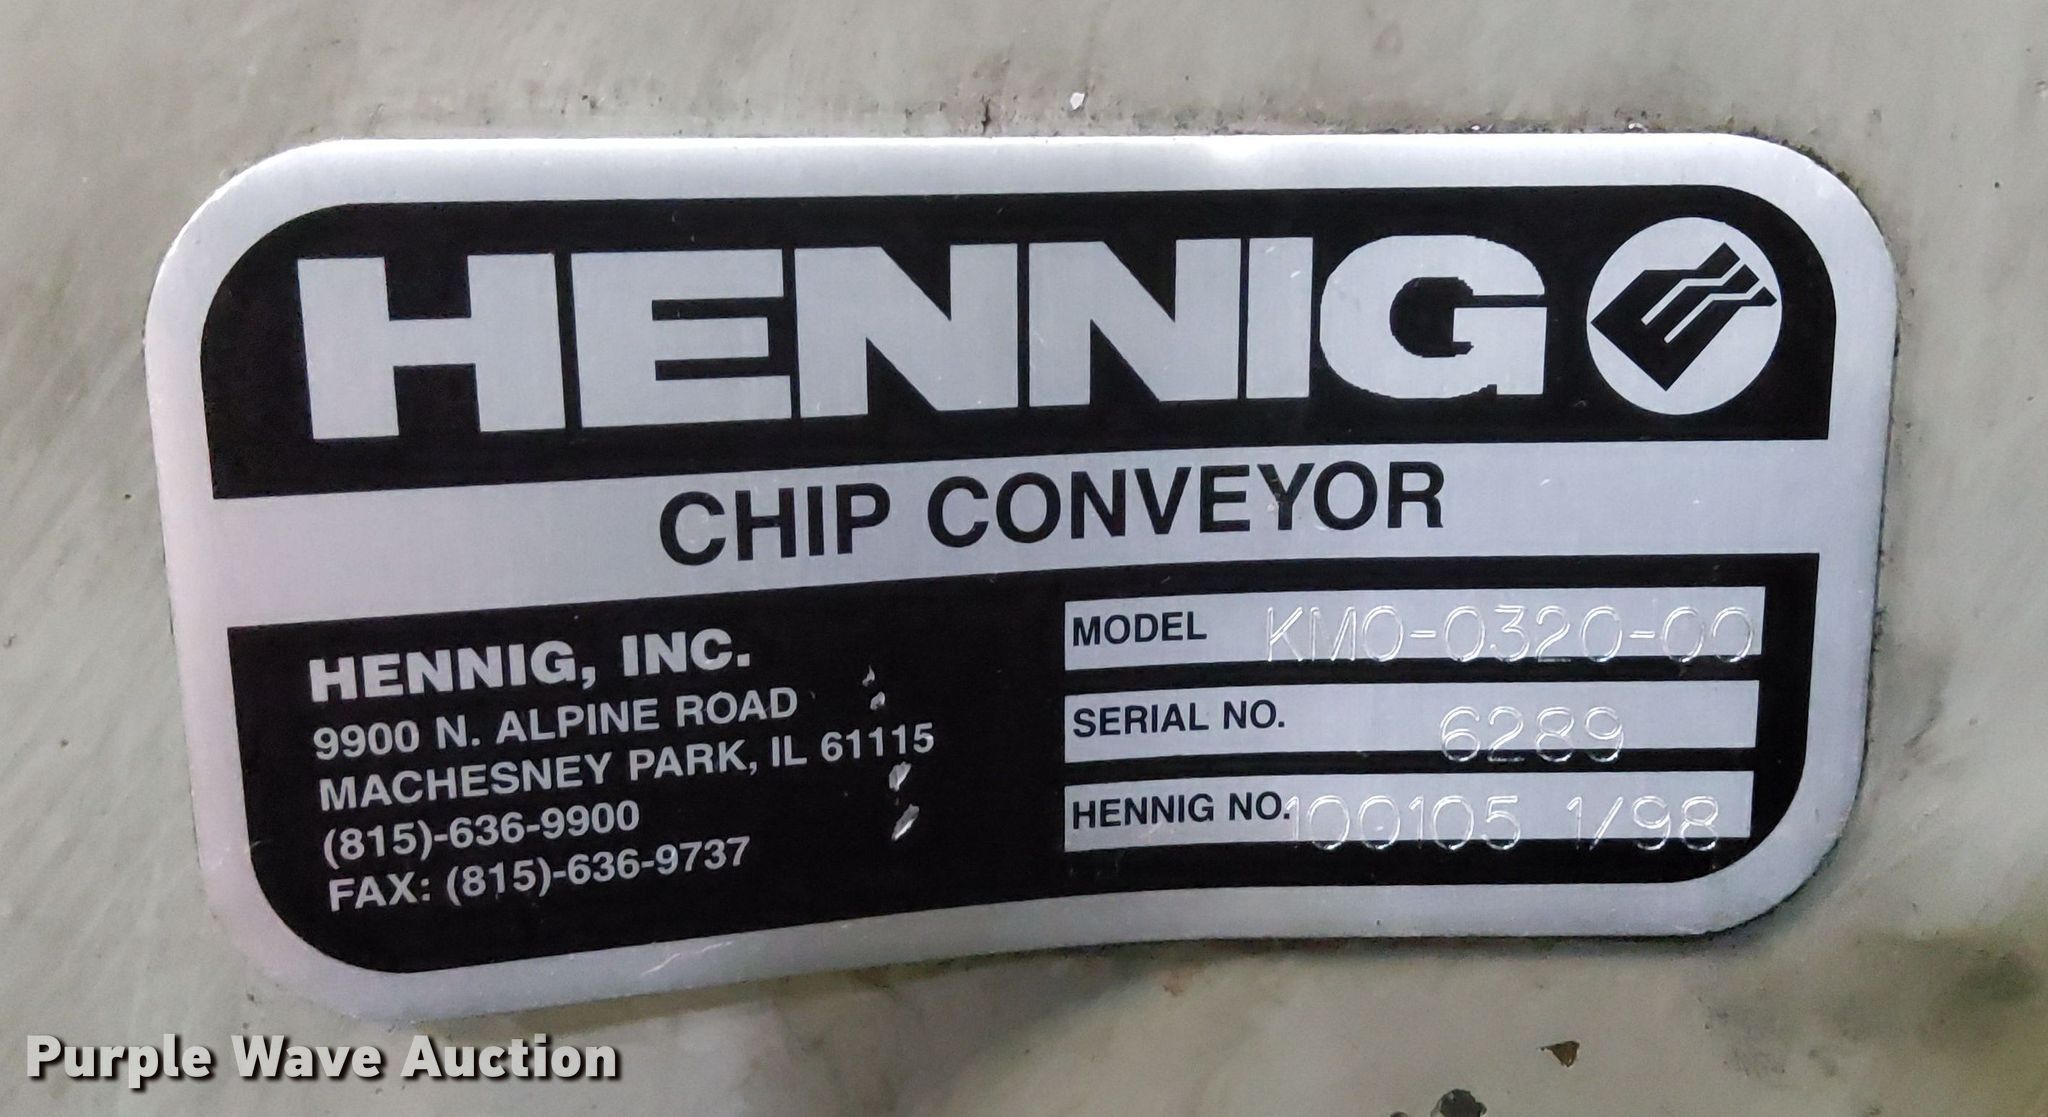 HENNIG
CHIP CONVEYOR
HENNIG, INC.
9900 N. ALPINE ROAD
MACHESNEY PARK, IL 61115
(815)-636-9900
FAX: (815)-636-9737
MODEL KMO-0320-00
SERIAL NO. 6289
HENNIG NO. 100105 1/98
Purple Wave Auction